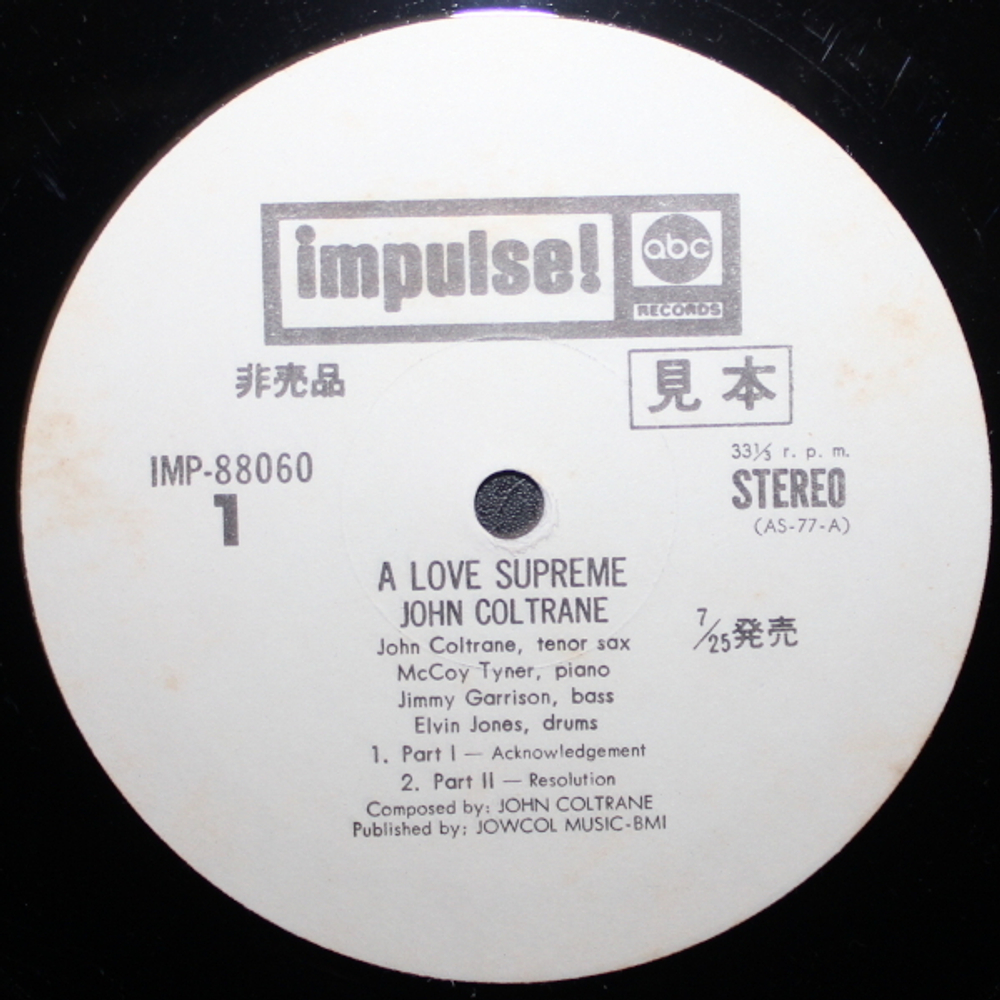 impulse!
abc
RECORDS
非売品
見本
IMP-88060
1
33⅓ r. p. m.
STEREO
(AS-77-A)
A LOVE SUPREME
JOHN COLTRANE
7/25発売
John Coltrane, tenor sax
McCoy Tyner, piano
Jimmy Garrison, bass
Elvin Jones, drums
1. Part I — Acknowledgement
2. Part II — Resolution
Composed by: JOHN COLTRANE
Published by; JOWCOL MUSIC-BMI